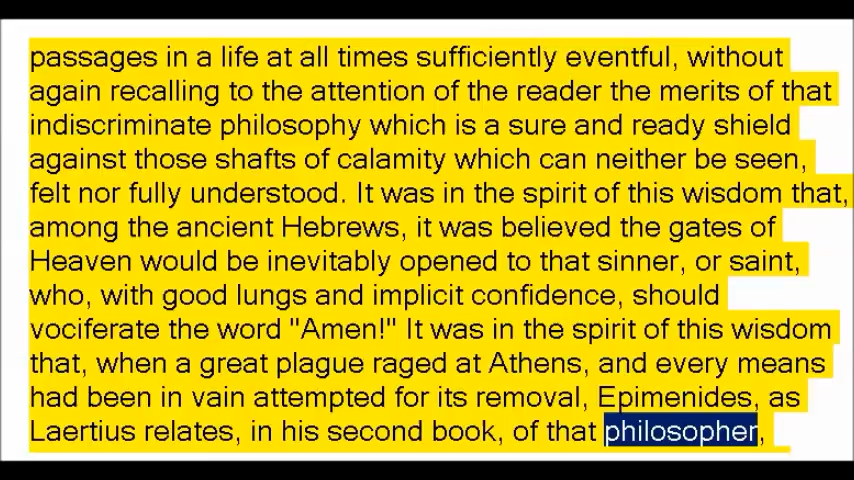 passages in a life at all times sufficiently eventful, without
again recalling to the attention of the reader the merits of that
indiscriminate philosophy which is a sure and ready shield
against those shafts of calamity which can neither be seen,
felt nor fully understood. It was in the spirit of this wisdom that,
among the ancient Hebrews, it was believed the gates of
Heaven would be inevitably opened to that sinner, or saint,
who, with good lungs and implicit confidence, should
vociferate the word "Amen!" It was in the spirit of this wisdom
that, when a great plague raged at Athens, and every means
had been in vain attempted for its removal, Epimenides, as
Laertius relates, in his second book, of that philosopher,